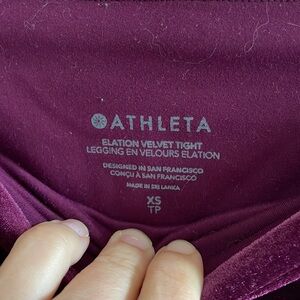 ATHLETA
ELATION VELVET TIGHT
LEGGING EN VELOURS ELATION
DESIGNED IN SAN FRANCISCO
CONÇU À SAN FRANCISCO
MADE IN SRI LANKA
XS
TP